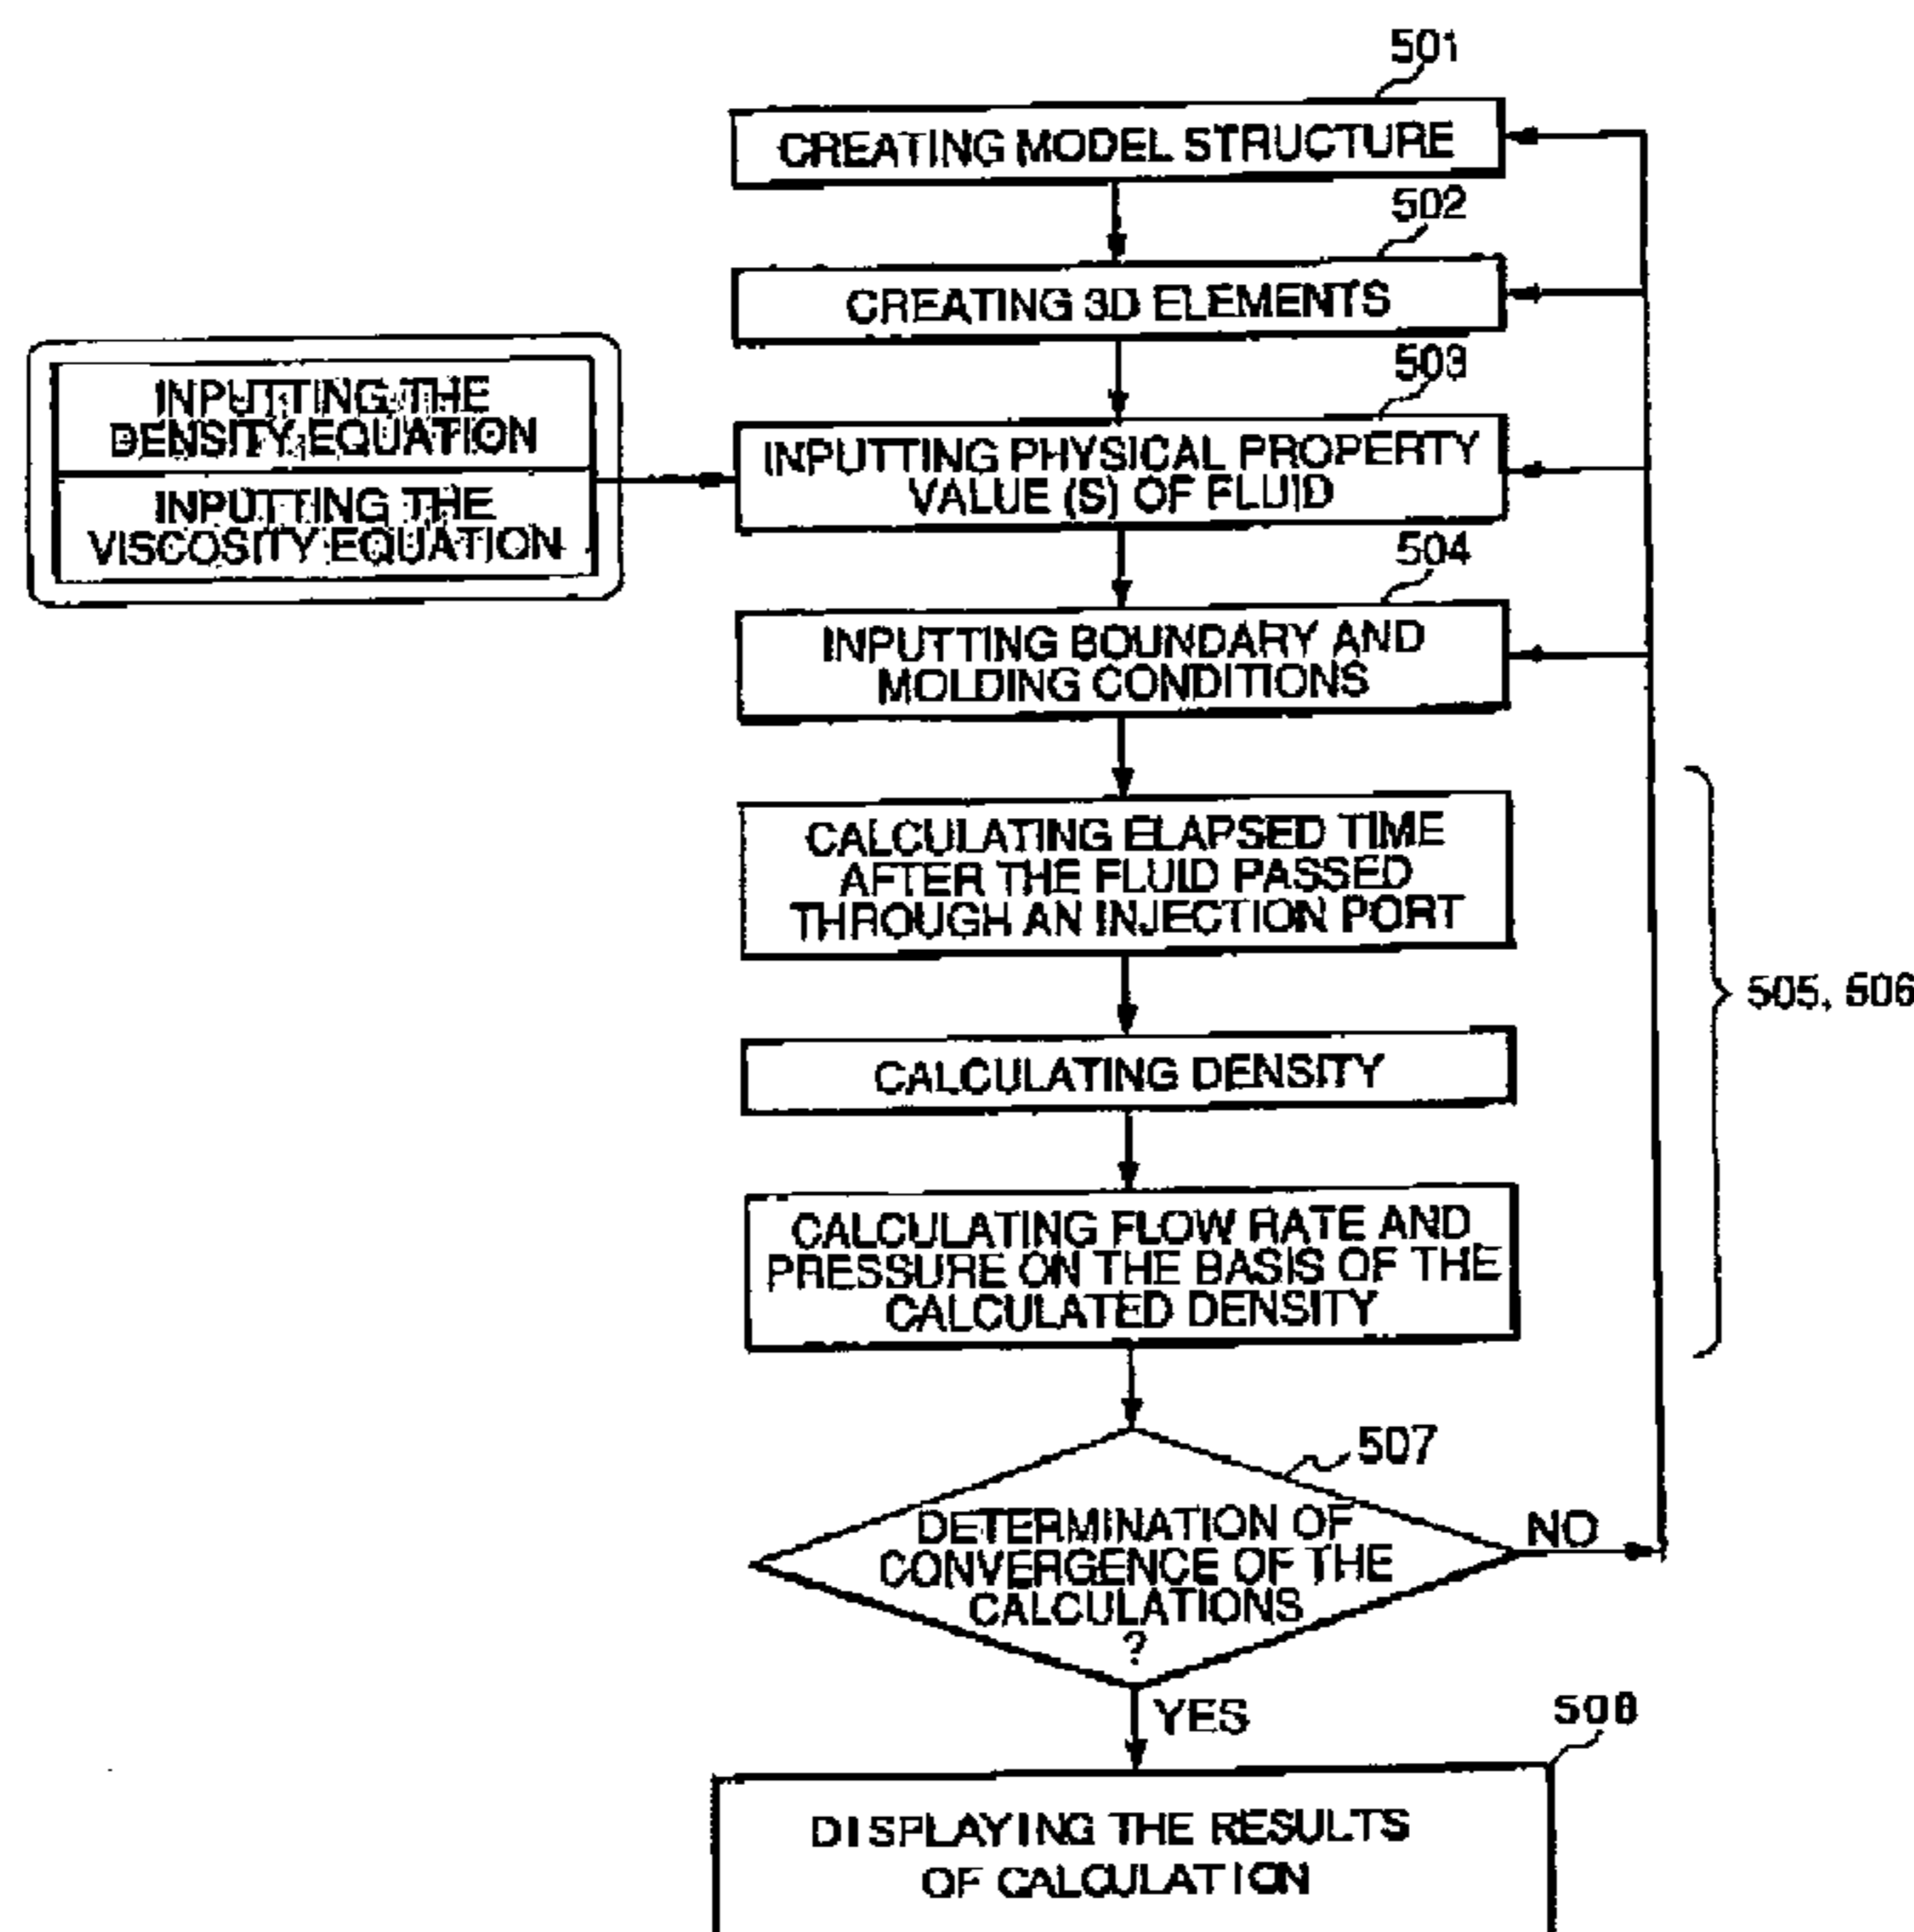 501
CREATING MODEL STRUCTURE
502
CREATING 3D ELEMENTS
503
INPUTTING THE
DENSITY EQUATION
INPUTTING THE
VISCOSITY EQUATION
INPUTTING PHYSICAL PROPERTY
VALUE (S) OF FLUID
504
INPUTTING BOUNDARY AND
MOLDING CONDITIONS
CALCULATING ELAPSED TIME
AFTER THE FLUID PASSED
THROUGH AN INJECTION PORT
505, 506
CALCULATING DENSITY
CALCULATING FLOW RATE AND
PRESSURE ON THE BASIS OF THE
CALCULATED DENSITY
507
DETERMINATION OF
CONVERGENCE OF THE
CALCULATIONS
?
NO
YES
508
DISPLAYING THE RESULTS
OF CALCULATION